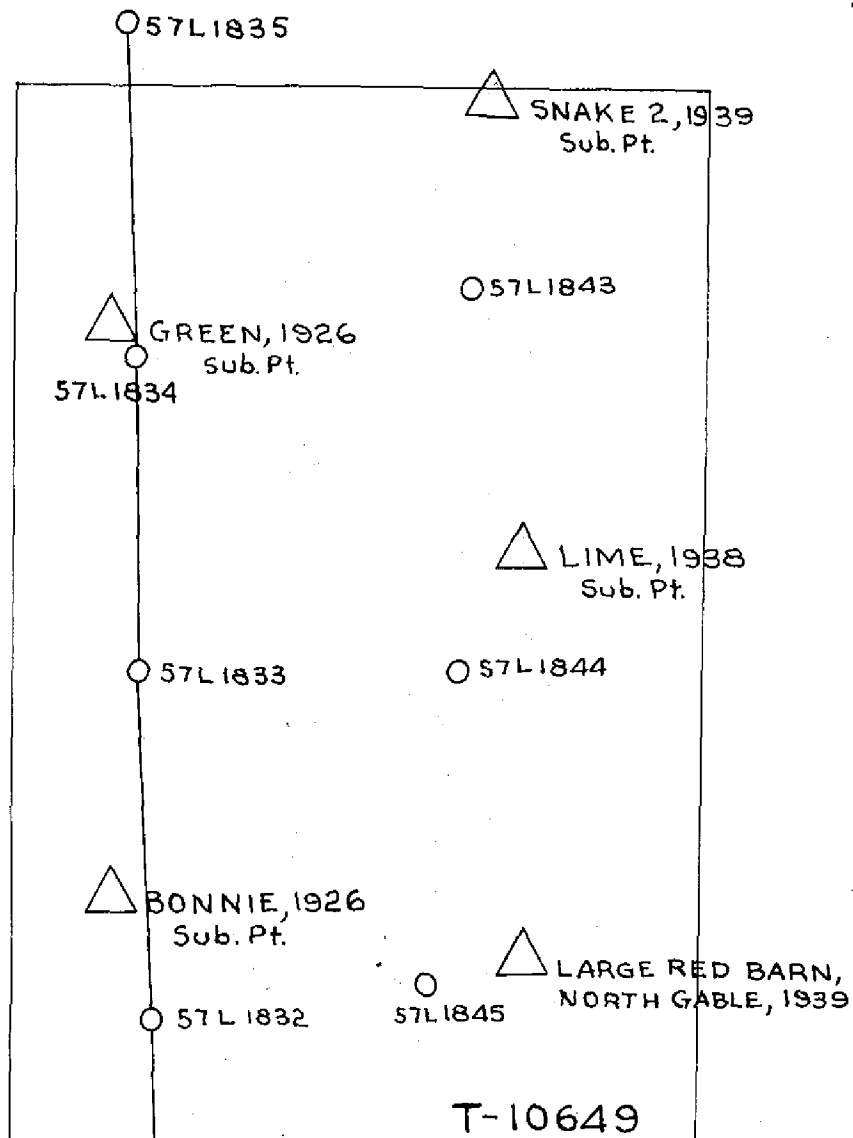 57L1835
SNAKE 2, 1939
Sub. Pt.
57L1843
GREEN, 1926
Sub. Pt.
57L1834
LIME, 1938
Sub. Pt.
57L1833
57L1844
BONNIE, 1926
Sub. Pt.
LARGE RED BARN,
NORTH GABLE, 1939
57L1832
57L1845
T-10649